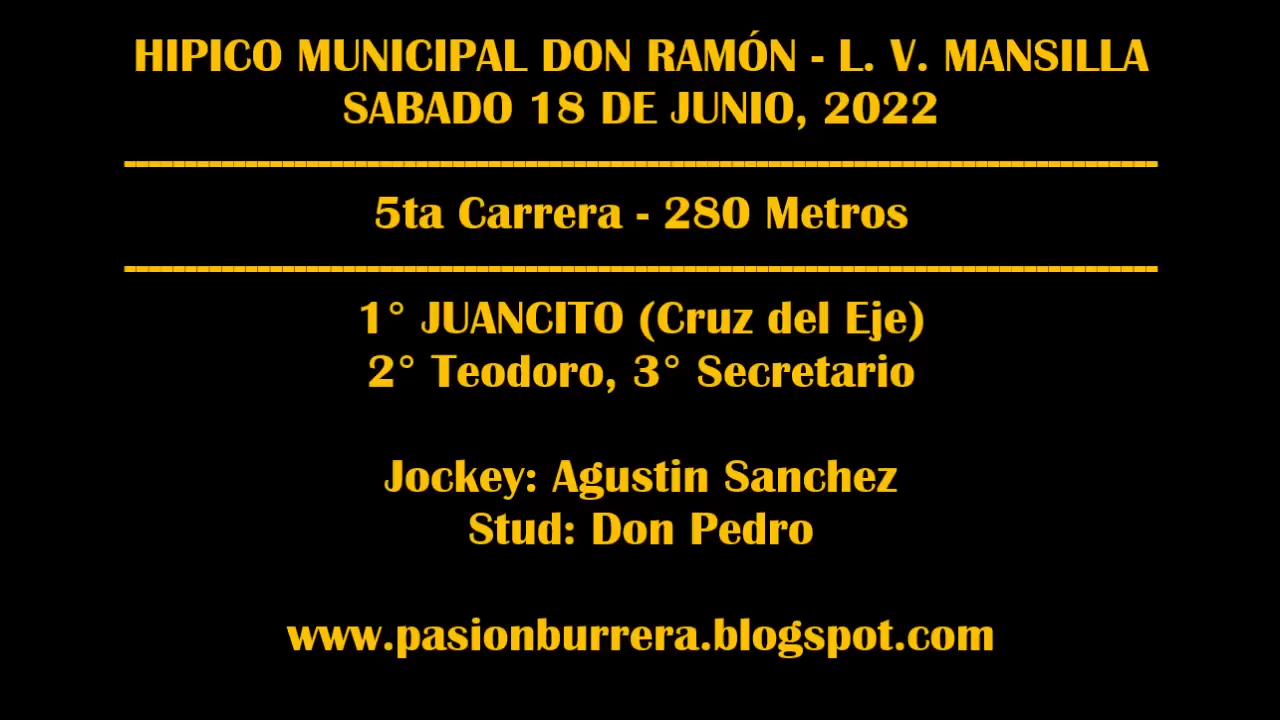 HIPICO MUNICIPAL DON RAMÓN - L. V. MANSILLA
SABADO 18 DE JUNIO, 2022
5ta Carrera - 280 Metros
1° JUANCITO (Cruz del Eje)
2° Teodoro, 3° Secretario
Jockey: Agustin Sanchez
Stud: Don Pedro
www.pasionburrera.blogspot.com